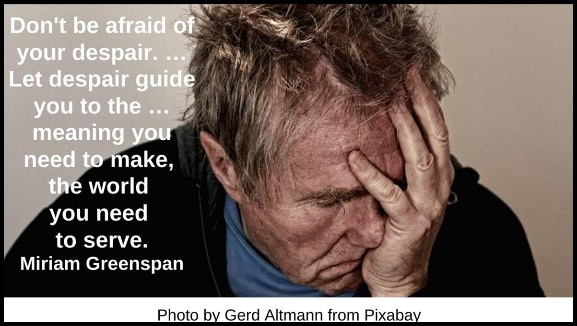 Don't be afraid of
your despair. …
Let despair guide
you to the …
meaning you
need to make,
the world
you need
to serve.
Miriam Greenspan
Photo by Gerd Altmann from Pixabay